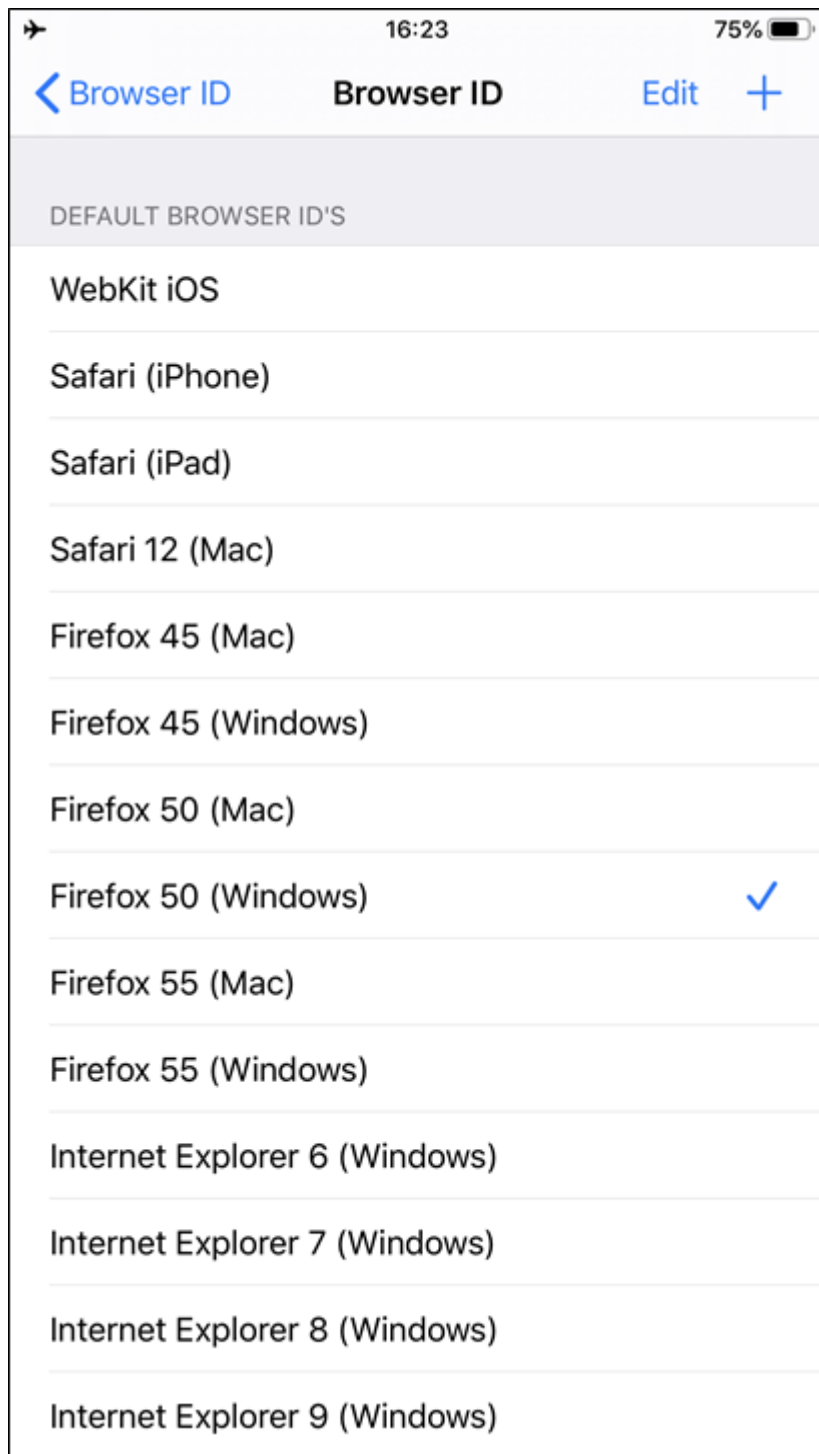 16:23 75%
Browser ID Browser ID Edit
DEFAULT BROWSER ID'S
WebKit iOS
Safari (iPhone)
Safari (iPad)
Safari 12 (Mac)
Firefox 45 (Mac)
Firefox 45 (Windows)
Firefox 50 (Mac)
Firefox 50 (Windows)
Firefox 55 (Mac)
Firefox 55 (Windows)
Internet Explorer 6 (Windows)
Internet Explorer 7 (Windows)
Internet Explorer 8 (Windows)
Internet Explorer 9 (Windows)